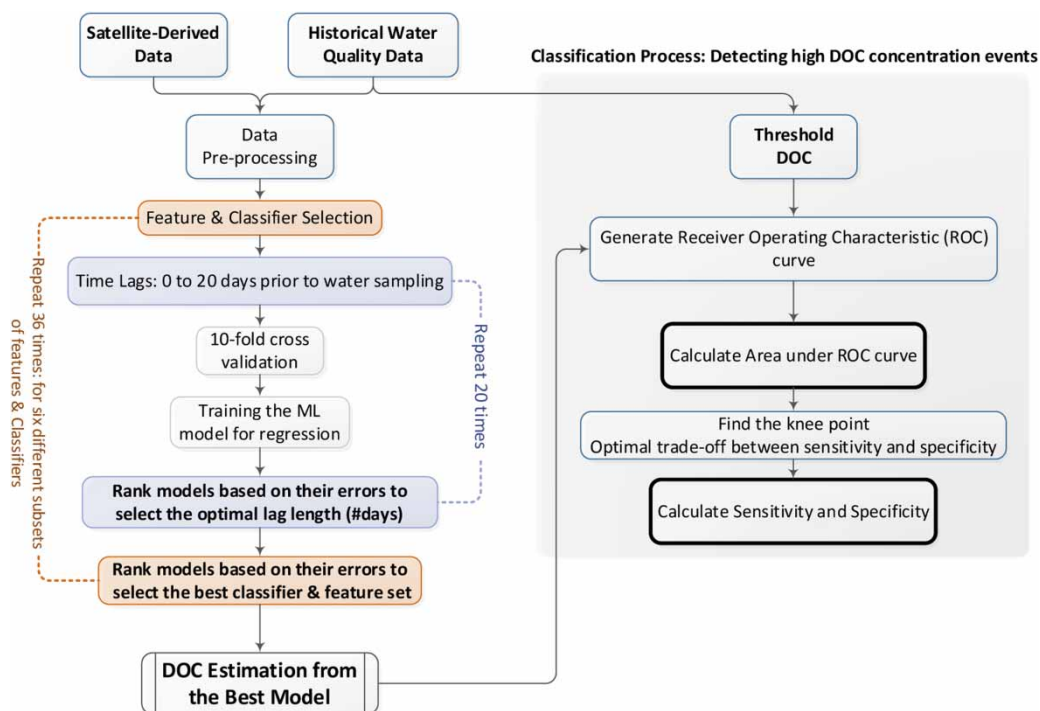 Satellite-Derived
Data
Historical Water
Quality Data
Data
Pre-processing
Feature & Classifier Selection
Time Lags: 0 to 20 days prior to water sampling
10-fold cross
validation
Training the ML
model for regression
Rank models based on their errors to
select the optimal lag length (#days)
Rank models based on their errors to
select the best classifier & feature set
DOC Estimation from
the Best Model
Repeat 36 times: for six different subsets
of features & Classifiers
Repeat 20 times
Classification Process: Detecting high DOC concentration events
Threshold
DOC
Generate Receiver Operating Characteristic (ROC)
curve
Calculate Area under ROC curve
Find the knee point
Optimal trade-off between sensitivity and specificity
Calculate Sensitivity and Specificity